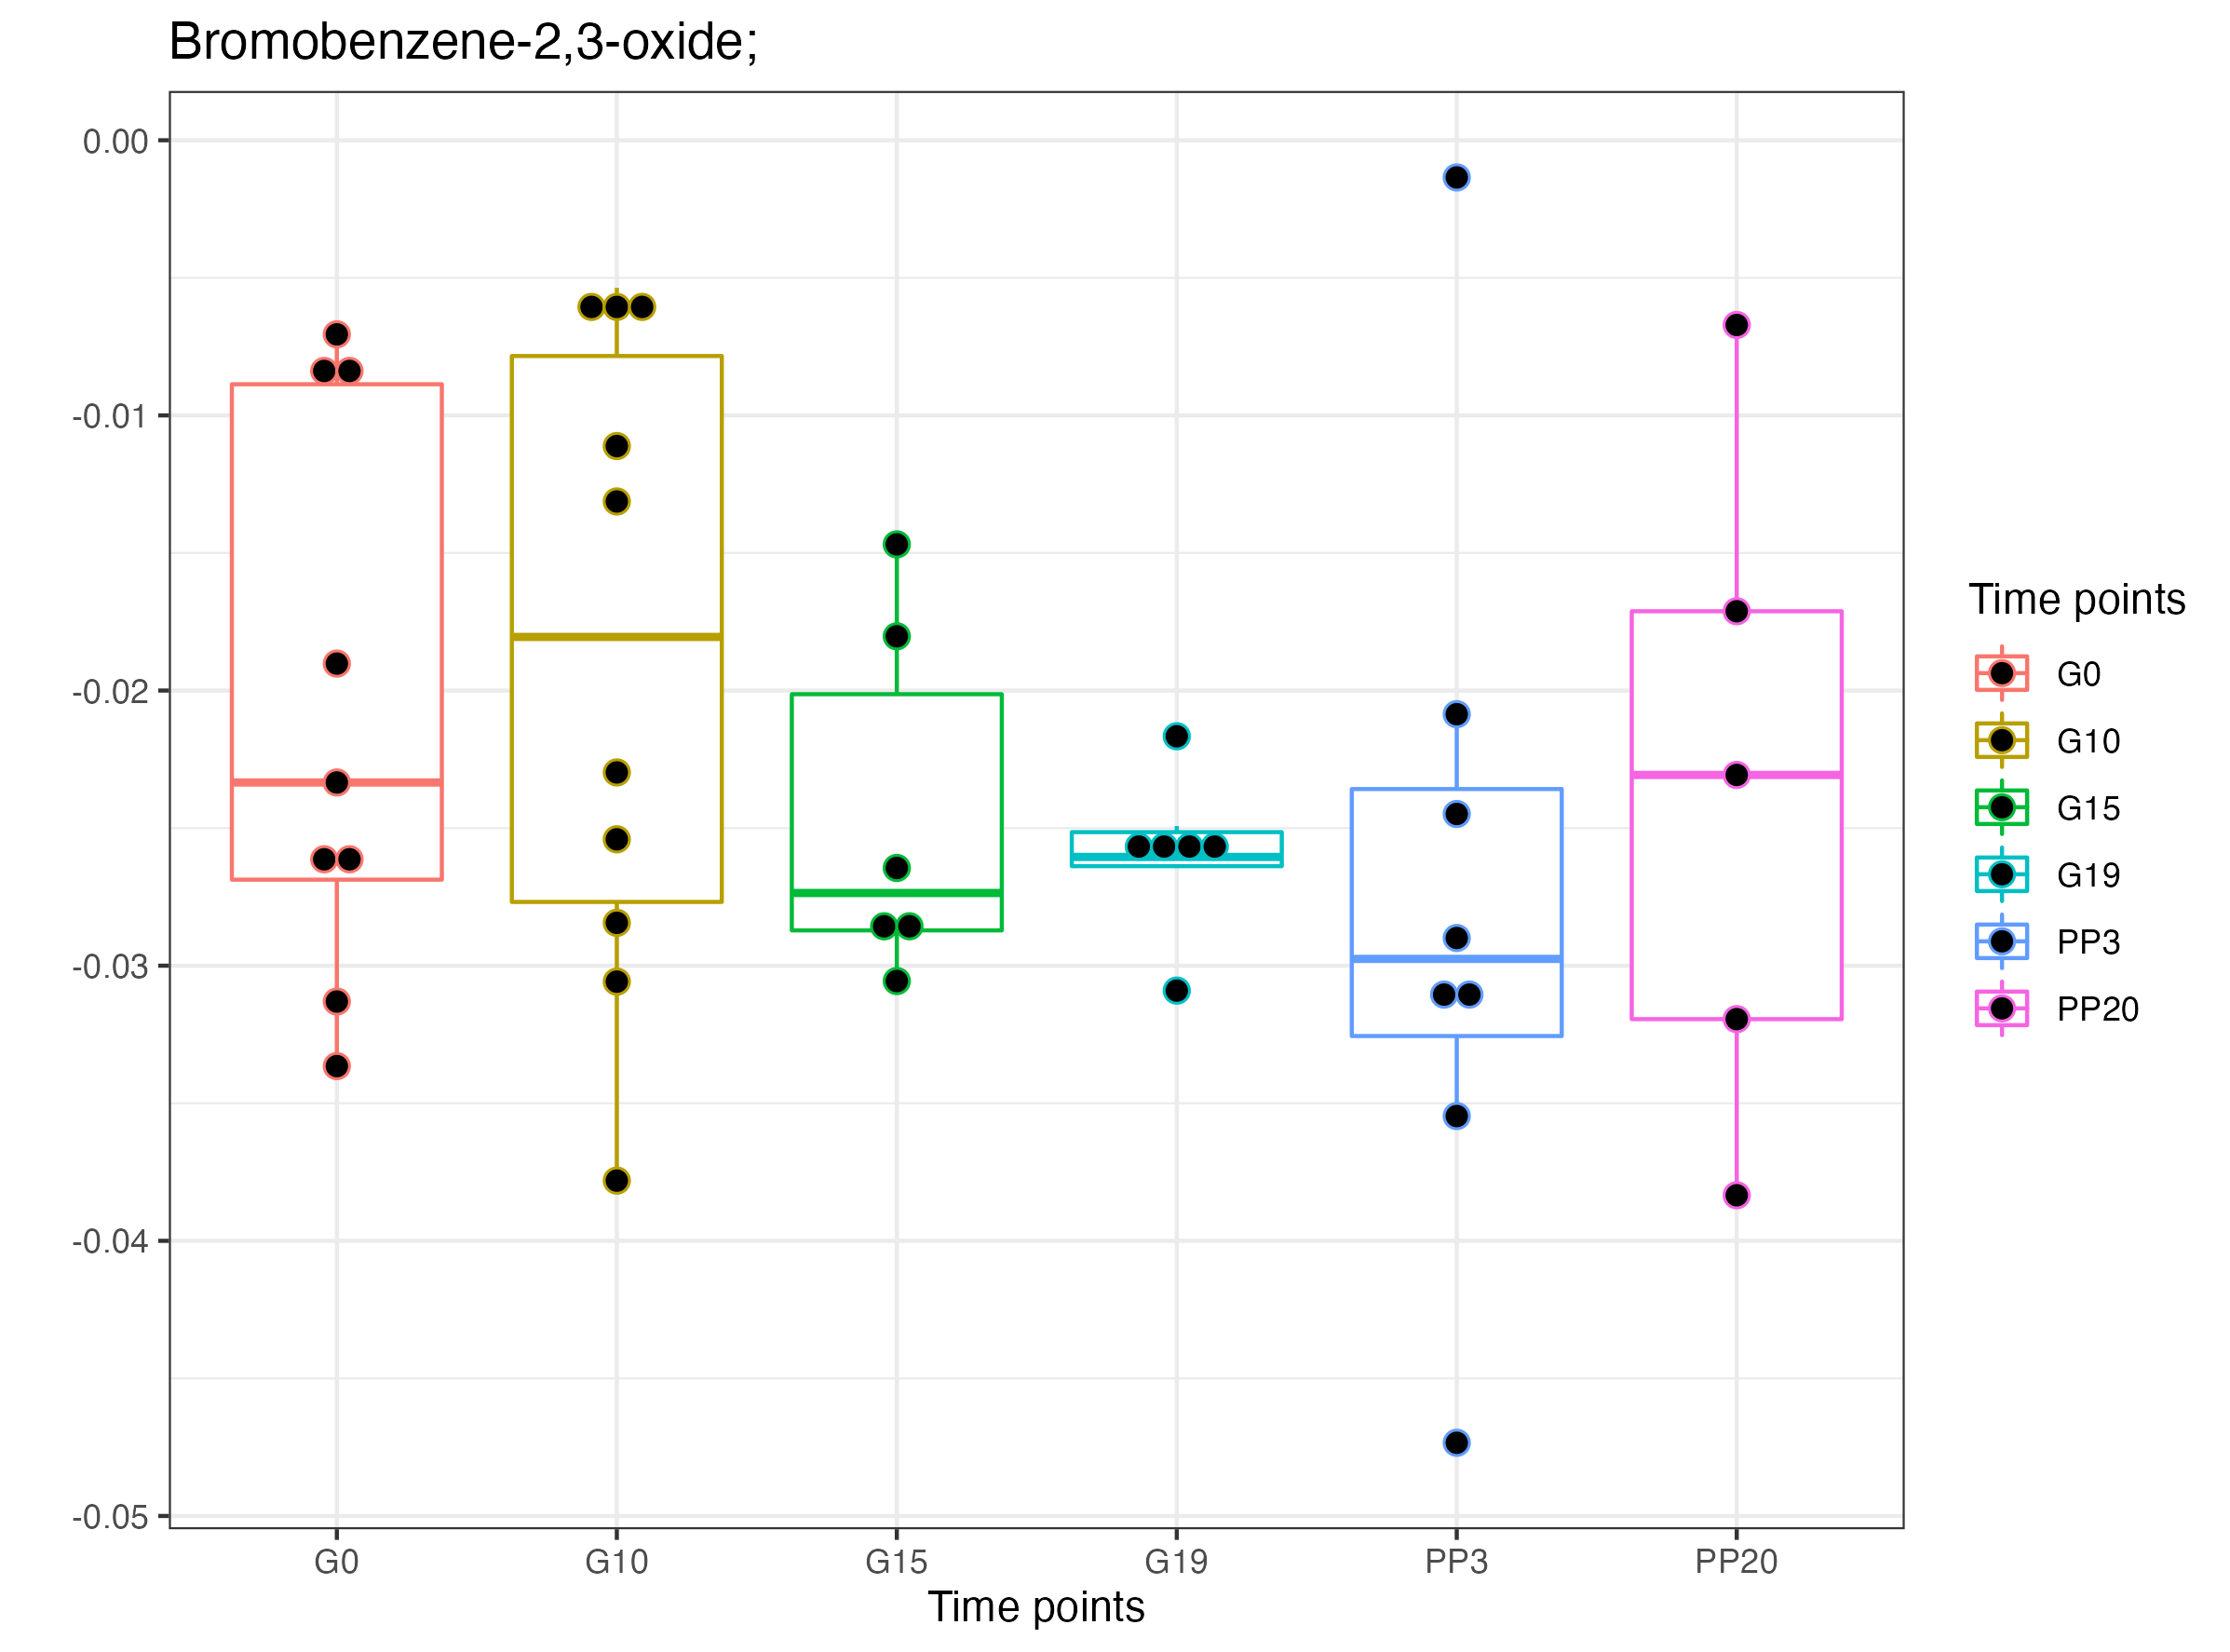 Bromobenzene-2,3-oxide;
0.00
-0.01
-0.02
-0.03
-0.04
-0.05
G0 G10 G15 G19 PP3 PP20
Time points
Time points
G0
G10
G15
G19
PP3
PP20